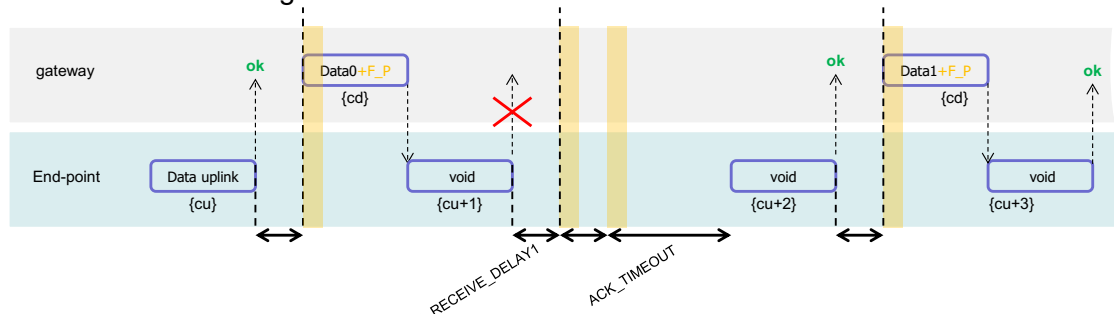 gateway
ok
Data0+F_P
{cd}
ok
Data1+F_P
{cd}
ok
End-point
Data uplink
{cu}
void
{cu+1}
void
{cu+2}
void
{cu+3}
RECEIVE_DELAY1
ACK_TIMEOUT